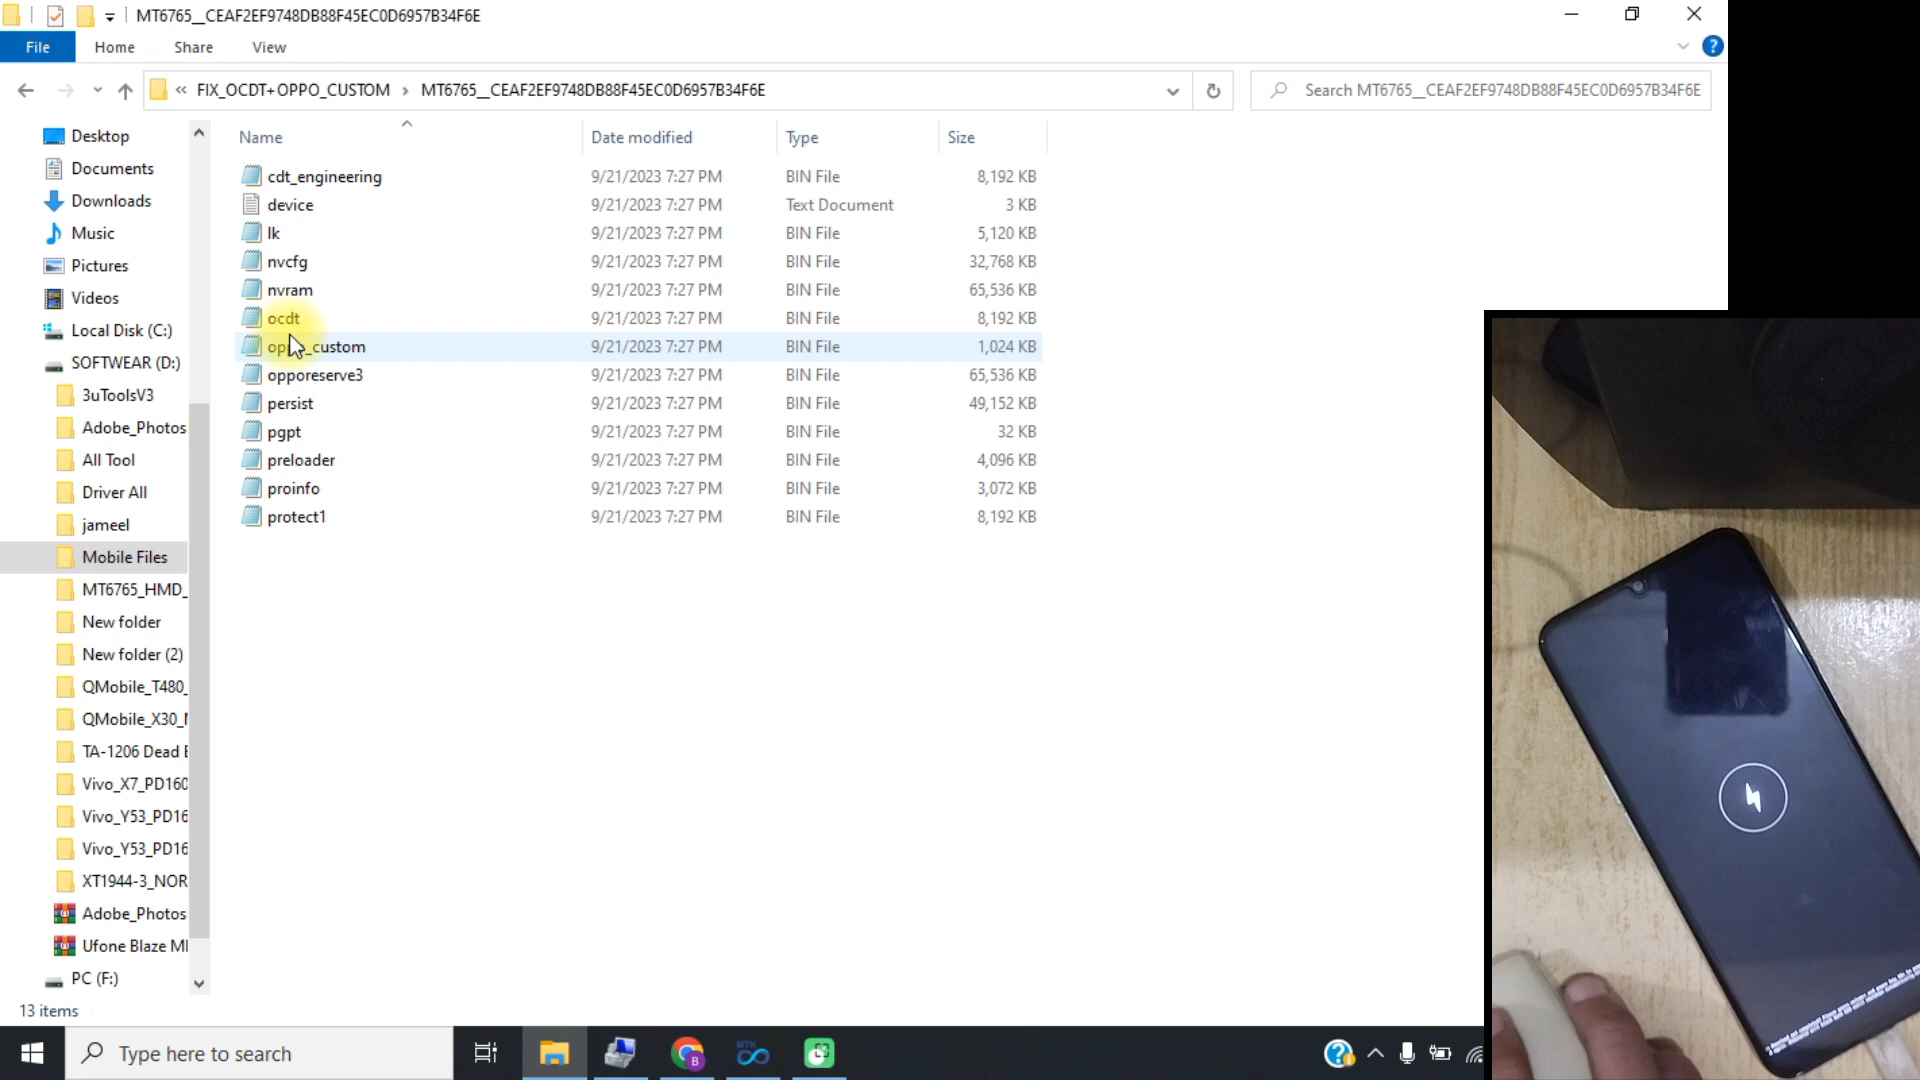 MT6765__CEAF2EF9748DB88F45EC0D6957B34F6E
File Home Share View
« FIX_OCDT+OPPO_CUSTOM › MT6765__CEAF2EF9748DB88F45EC0D6957B34F6E
Search MT6765__CEAF2EF9748DB88F45EC0D6957B34F6E
Desktop
Documents
Downloads
Music
Pictures
Videos
Local Disk (C:)
SOFTWEAR (D:)
3uToolsV3
Adobe_Photos
All Tool
Driver All
jameel
Mobile Files
MT6765_HMD_
New folder
New folder (2)
QMobile_T480_
QMobile_X30_
TA-1206 Dead
Vivo_X7_PD160
Vivo_Y53_PD16
Vivo_Y53_PD16
XT1944-3_NOR
Adobe_Photos
Ufone Blaze
PC (F:)
Name Date modified Type Size
cdt_engineering 9/21/2023 7:27 PM BIN File 8,192 KB
device 9/21/2023 7:27 PM Text Document 3 KB
lk 9/21/2023 7:27 PM BIN File 5,120 KB
nvcfg 9/21/2023 7:27 PM BIN File 32,768 KB
nvram 9/21/2023 7:27 PM BIN File 65,536 KB
ocdt 9/21/2023 7:27 PM BIN File 8,192 KB
oppo_custom 9/21/2023 7:27 PM BIN File 1,024 KB
opporeserve3 9/21/2023 7:27 PM BIN File 65,536 KB
persist 9/21/2023 7:27 PM BIN File 49,152 KB
pgpt 9/21/2023 7:27 PM BIN File 32 KB
preloader 9/21/2023 7:27 PM BIN File 4,096 KB
proinfo 9/21/2023 7:27 PM BIN File 3,072 KB
protect1 9/21/2023 7:27 PM BIN File 8,192 KB
13 items
Type here to search
B
MTK